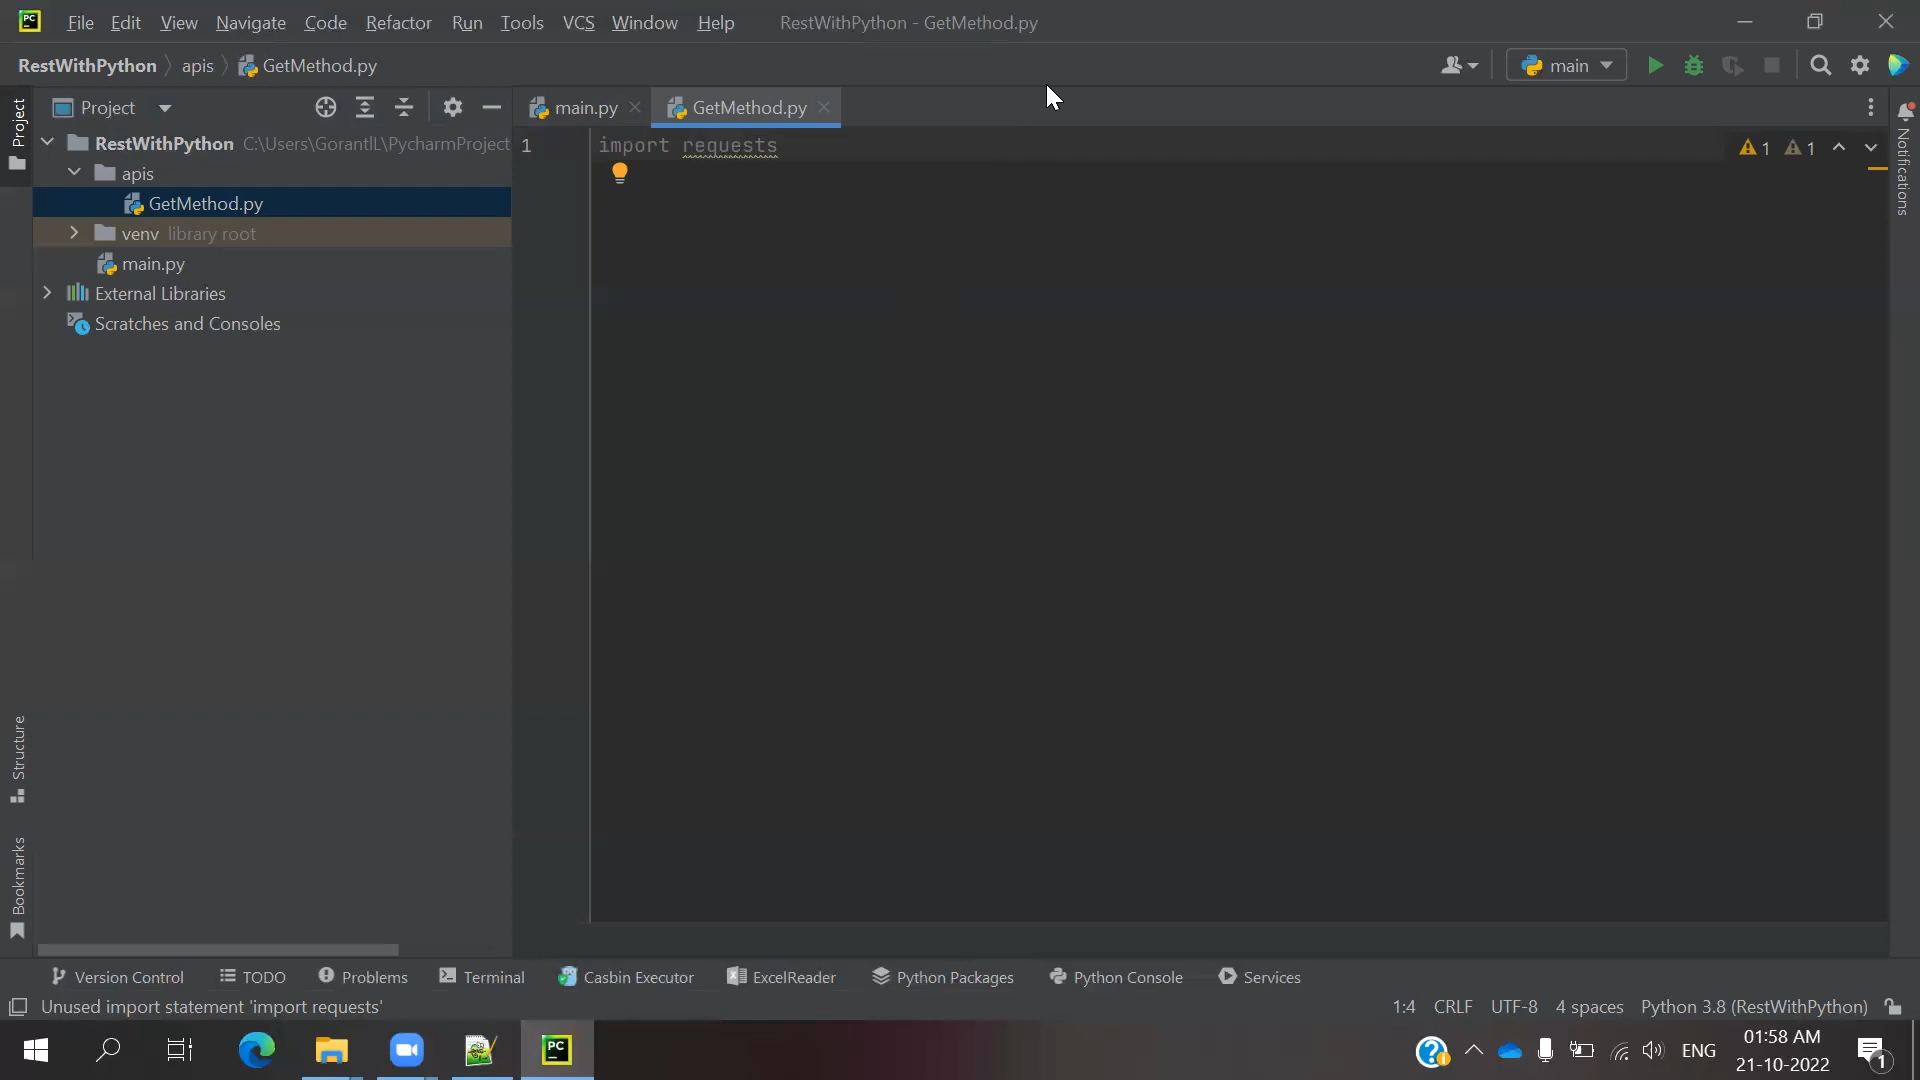 PC File Edit View Navigate Code Refactor Run Tools VCS Window Help RestWithPython - GetMethod.py
RestWithPython apis GetMethod.py main
Project main.py GetMethod.py
Project
RestWithPython C:\Users\GorantlL\PycharmProject
1 import requests 1 1
apis
GetMethod.py
venv library root
main.py
External Libraries
Scratches and Consoles
Notifications
Structure
Bookmarks
Version Control TODO Problems Terminal Casbin Executor ExcelReader Python Packages Python Console Services
Unused import statement 'import requests' 1:4 CRLF UTF-8 4 spaces Python 3.8 (RestWithPython)
PC ENG 01:58 AM
21-10-2022 1